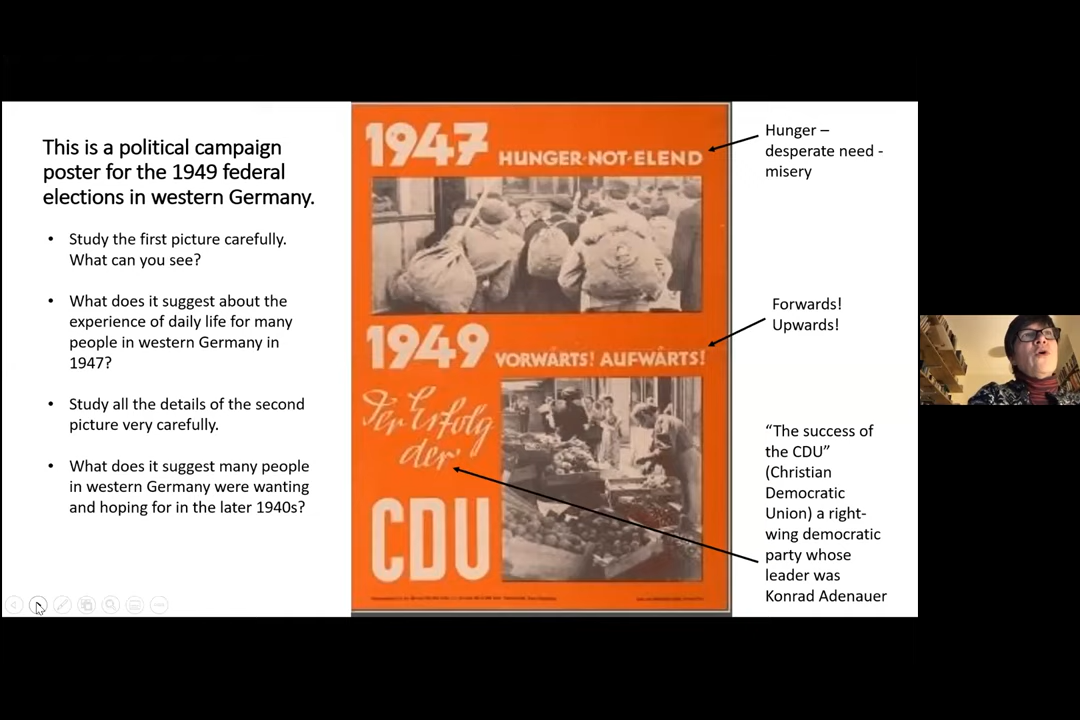 This is a political campaign
poster for the 1949 federal
elections in western Germany.
• Study the first picture carefully.
What can you see?
• What does it suggest about the
experience of daily life for many
people in western Germany in
1947?
• Study all the details of the second
picture very carefully.
• What does it suggest many people
in western Germany were wanting
and hoping for in the later 1940s?
1947 HUNGER-NOT-ELEND
1949 VORWÄRTS! AUFWÄRTS!
Der Erfolg
der
CDU
Hunger –
desperate need -
misery
Forwards!
Upwards!
“The success of
the CDU”
(Christian
Democratic
Union) a right-
wing democratic
party whose
leader was
Konrad Adenauer